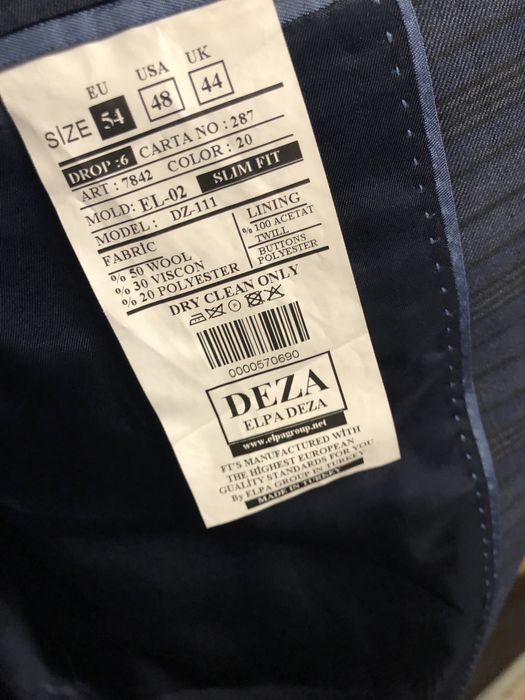 EU USA UK
SIZE 54 48 44
DROP :6 CARTA NO : 287
ART : 7842 COLOR : 20
MOLD: EL-02 SLIM FIT
MODEL: DZ-111
FABRIC
% 50 WOOL
% 30 VISCON
% 20 POLYESTER
LINING
% 100 ACETAT
TWILL
BUTTONS
POLYESTER
DRY CLEAN ONLY
0000570690
DEZA
ELPA DEZA
www.elpagroup.net
FT'S MANUFACTURED WITH
THE HIGHEST EUROPEAN
GUALİTY STANDARDS FOR YOU
By ELPA GROUP IN TURKEY
MADE IN TURKEY